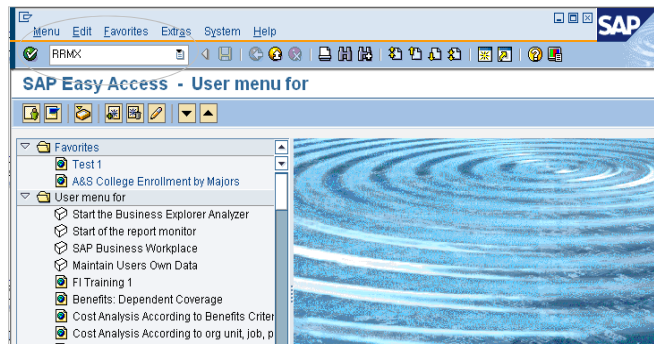 Menu Edit Favorites Extras System Help
SAP
RRMX
SAP Easy Access - User menu for
Favorites
Test 1
A&S College Enrollment by Majors
User menu for
Start the Business Explorer Analyzer
Start of the report monitor
SAP Business Workplace
Maintain Users Own Data
FI Training 1
Benefits: Dependent Coverage
Cost Analysis According to Benefits Criter
Cost Analysis According to org unit, job, p